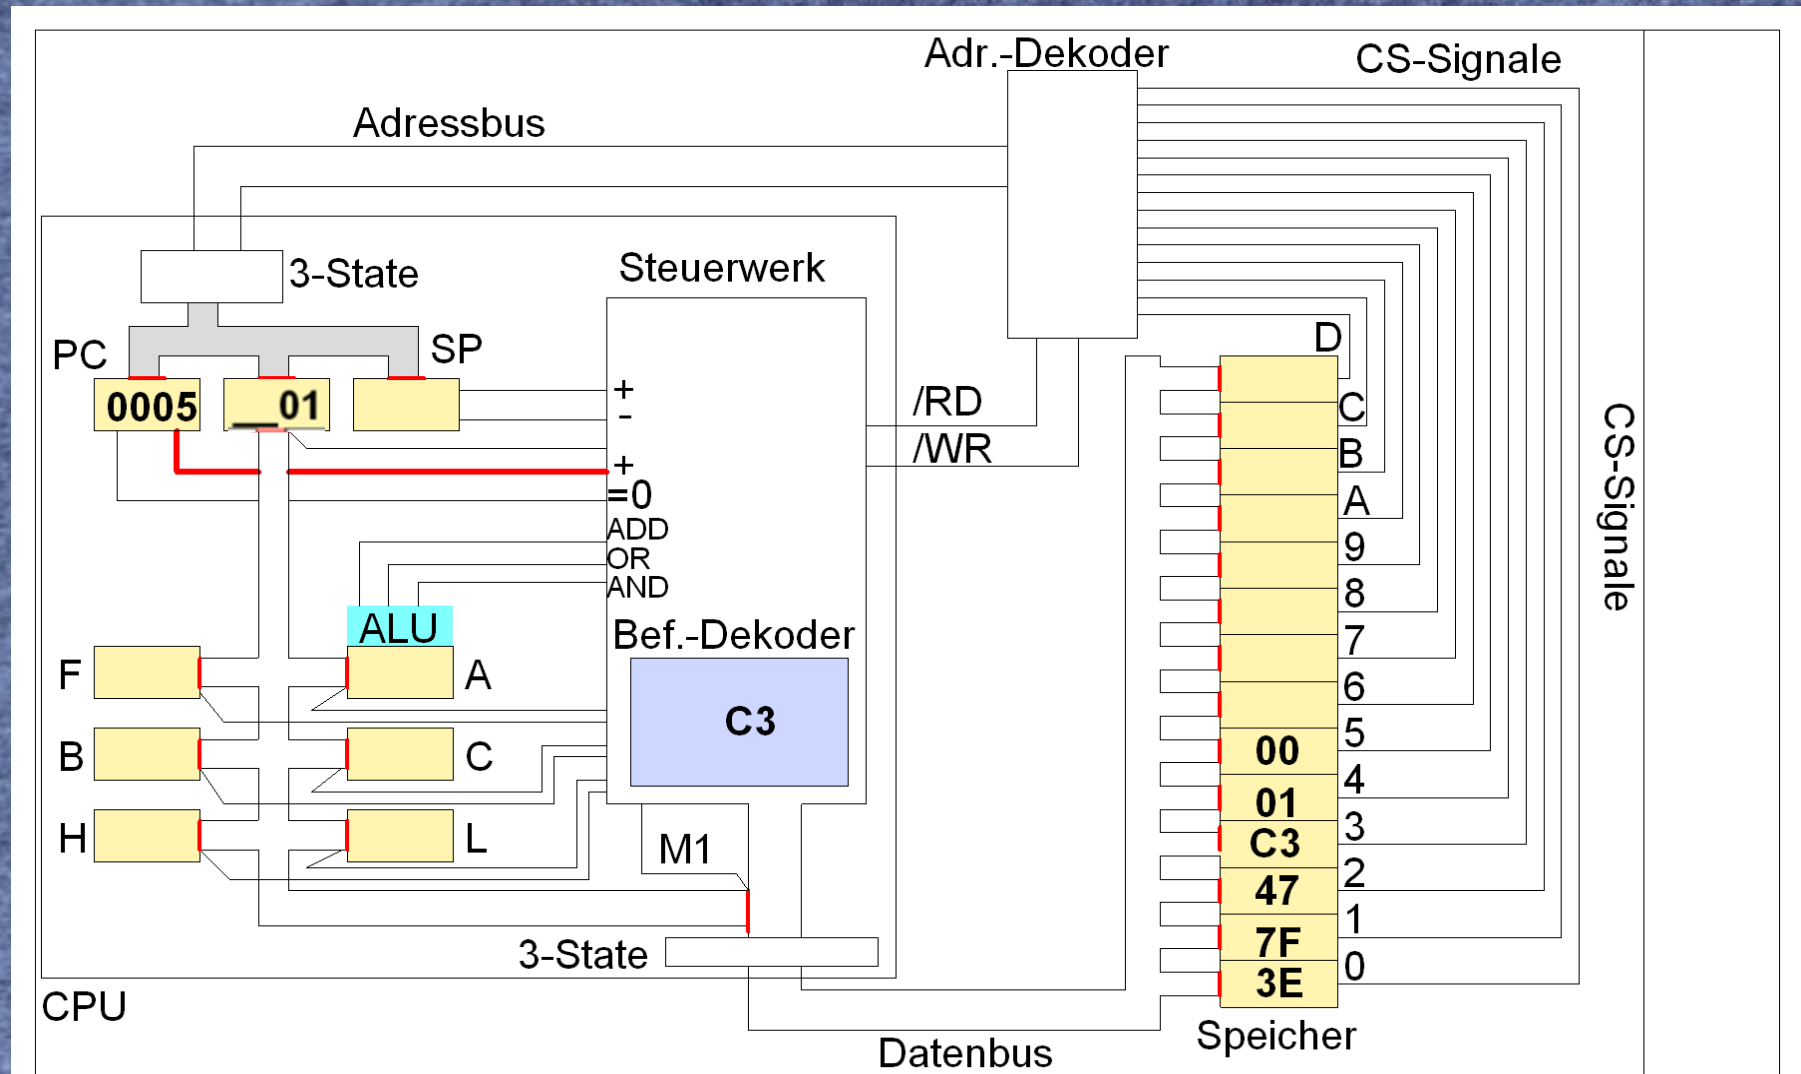 Adr.-Dekoder
CS-Signale
Adressbus
3-State
Steuerwerk
PC
SP
0005
__01
+
-
/RD
/WR
+
=0
ADD
OR
AND
ALU
Bef.-Dekoder
C3
F
A
B
C
H
L
M1
3-State
CPU
Datenbus
D
C
B
A
9
8
7
6
00
5
01
4
C3
3
47
2
7F
1
3E
0
Speicher
CS-Signale